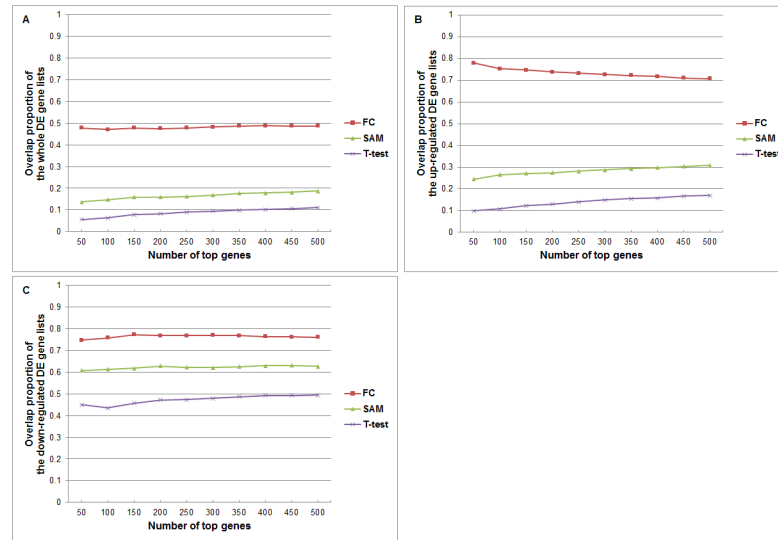 A
Overlap proportion of
the whole DE gene lists
1
0.9
0.8
0.7
0.6
0.5
0.4
0.3
0.2
0.1
0
50 100 150 200 250 300 350 400 450 500
Number of top genes
FC
SAM
T-test
B
Overlap proportion of
the up-regulated DE gene lists
1
0.9
0.8
0.7
0.6
0.5
0.4
0.3
0.2
0.1
0
50 100 150 200 250 300 350 400 450 500
Number of top genes
FC
SAM
T-test
C
Overlap proportion of
the down-regulated DE gene lists
1
0.9
0.8
0.7
0.6
0.5
0.4
0.3
0.2
0.1
0
50 100 150 200 250 300 350 400 450 500
Number of top genes
FC
SAM
T-test